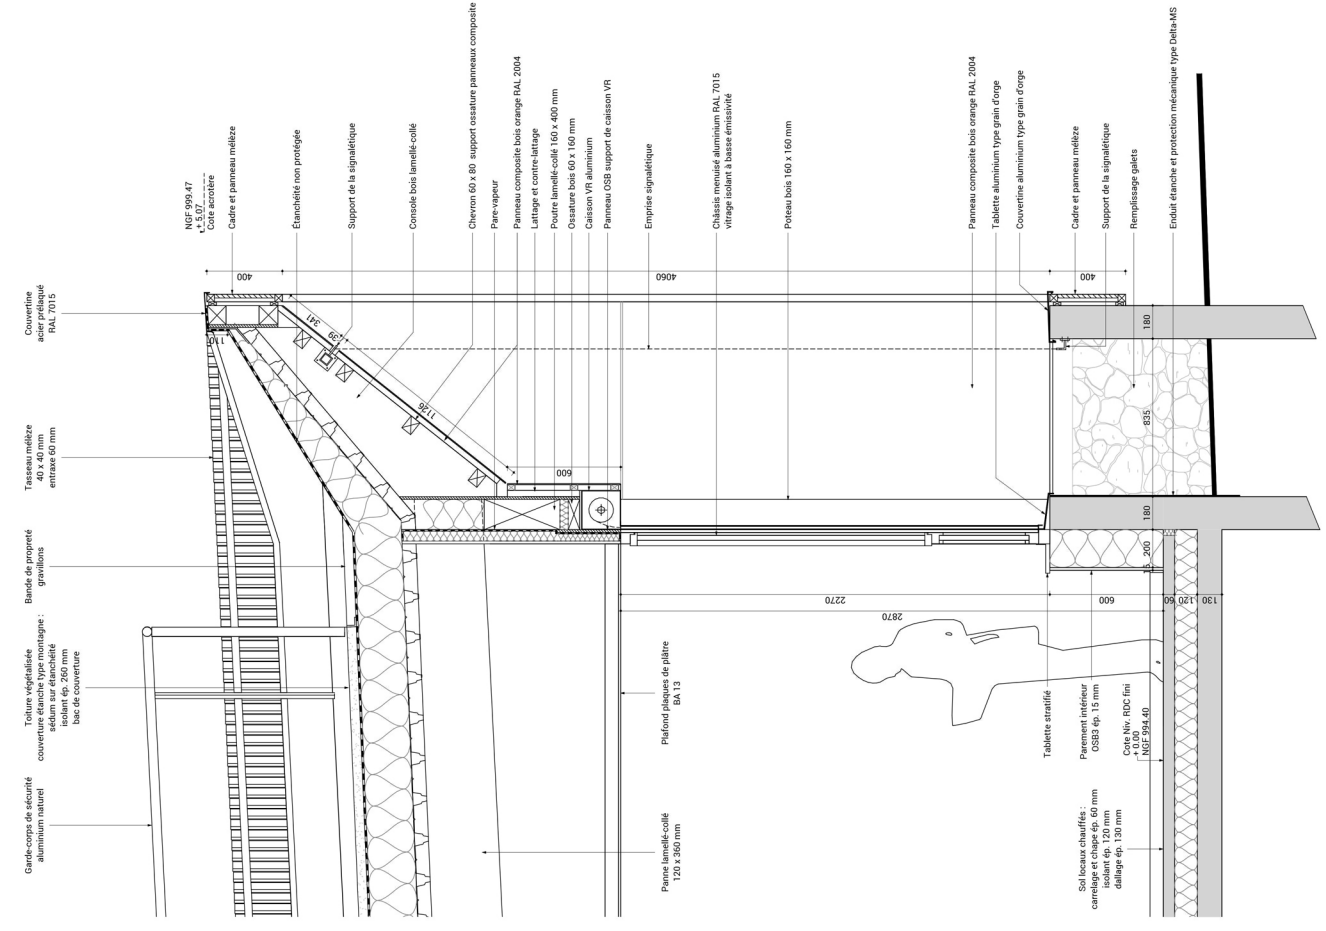 Couvertine
acier prélaqué
RAL 7015
Tasseau mélèze
40 x 40 mm
entraxe 60 mm
Bande de propreté
gravillons
Toiture végétalisée
couverture étanche type montagne :
sédum sur étanchéité
isolant ép. 260 mm
bac de couverture
Garde-corps de sécurité
aluminium naturel
NGF 999.47
+ 5,07
Cote acrotère
Cadre et panneau mélèze
Étanchéité non protégée
Support de la signalétique
Console bois lamellé-collé
Chevron 60 x 80 support ossature panneaux composite
Pare-vapeur
Panneau composite bois orange RAL 2004
Lattage et contre-lattage
Poutre lamellé-collé 160 x 400 mm
Ossature bois 60 x 160 mm
Caisson VR aluminium
Panneau OSB support de caisson VR
Emprise signalétique
Châssis menuisé aluminium RAL 7015
vitrage isolant à basse émissivité
Poteau bois 160 x 160 mm
Panneau composite bois orange RAL 2004
Tablette aluminium type grain d'orge
Couvertine aluminium type grain d'orge
Cadre et panneau mélèze
Support de la signalétique
Remplissage galets
Enduit étanche et protection mécanique type Delta-MS
400
4060
400
110
341
39
1126
600
180
835
180
200
15
2270
600
60
120
130
2870
Plafond plaques de plâtre
BA 13
Panne lamellé-collé
120 x 360 mm
Tablette stratifié
Parement intérieur
OSB3 ép. 15 mm
Cote Niv. RDC fini
+ 0.00
NGF 994.40
Sol locaux chauffés :
carrelage et chape ép. 60 mm
isolant ép. 120 mm
dallage ép. 130 mm